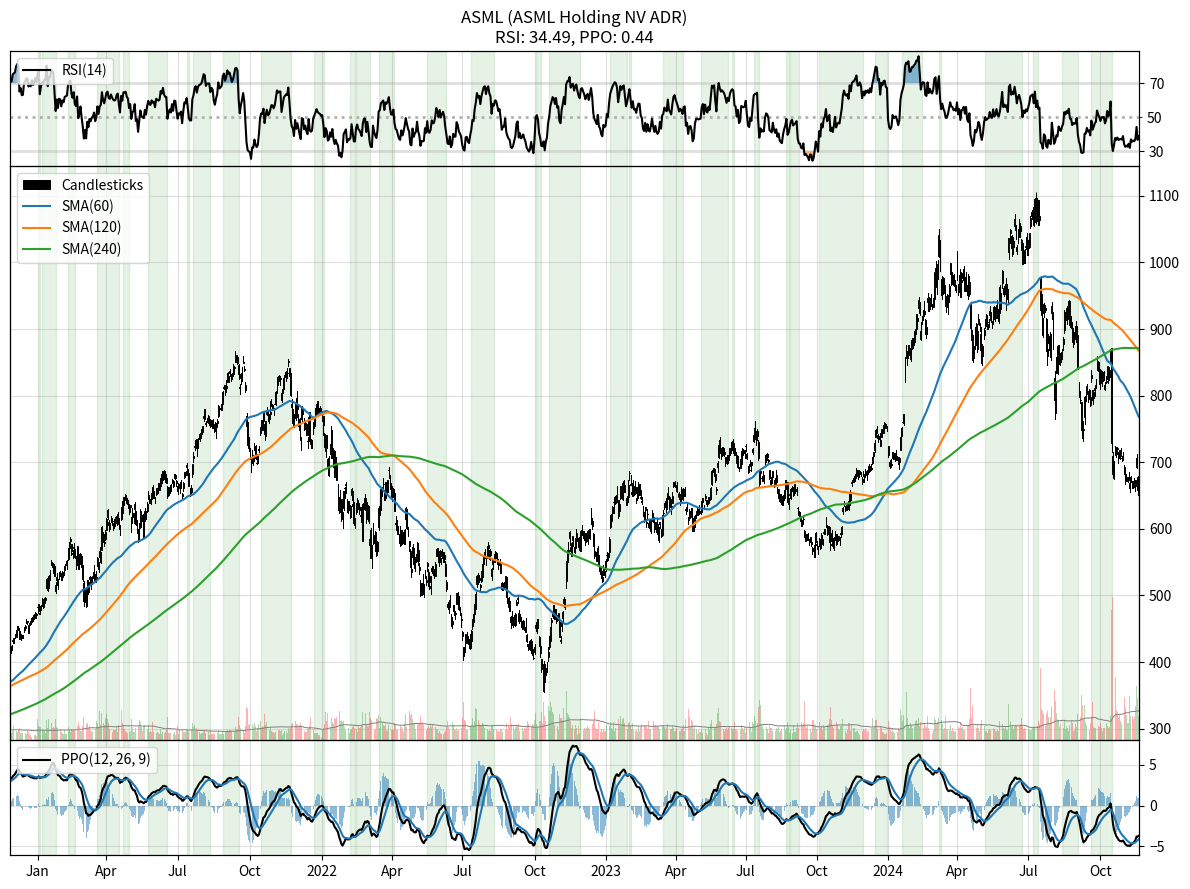 ASML (ASML Holding NV ADR)
RSI: 34.49, PPO: 0.44
RSI(14)
70
50
30
Candlesticks
SMA(60)
SMA(120)
SMA(240)
1100
1000
900
800
700
600
500
400
300
PPO(12, 26, 9)
5
0
−5
Jan Apr Jul Oct 2022 Apr Jul Oct 2023 Apr Jul Oct 2024 Apr Jul Oct